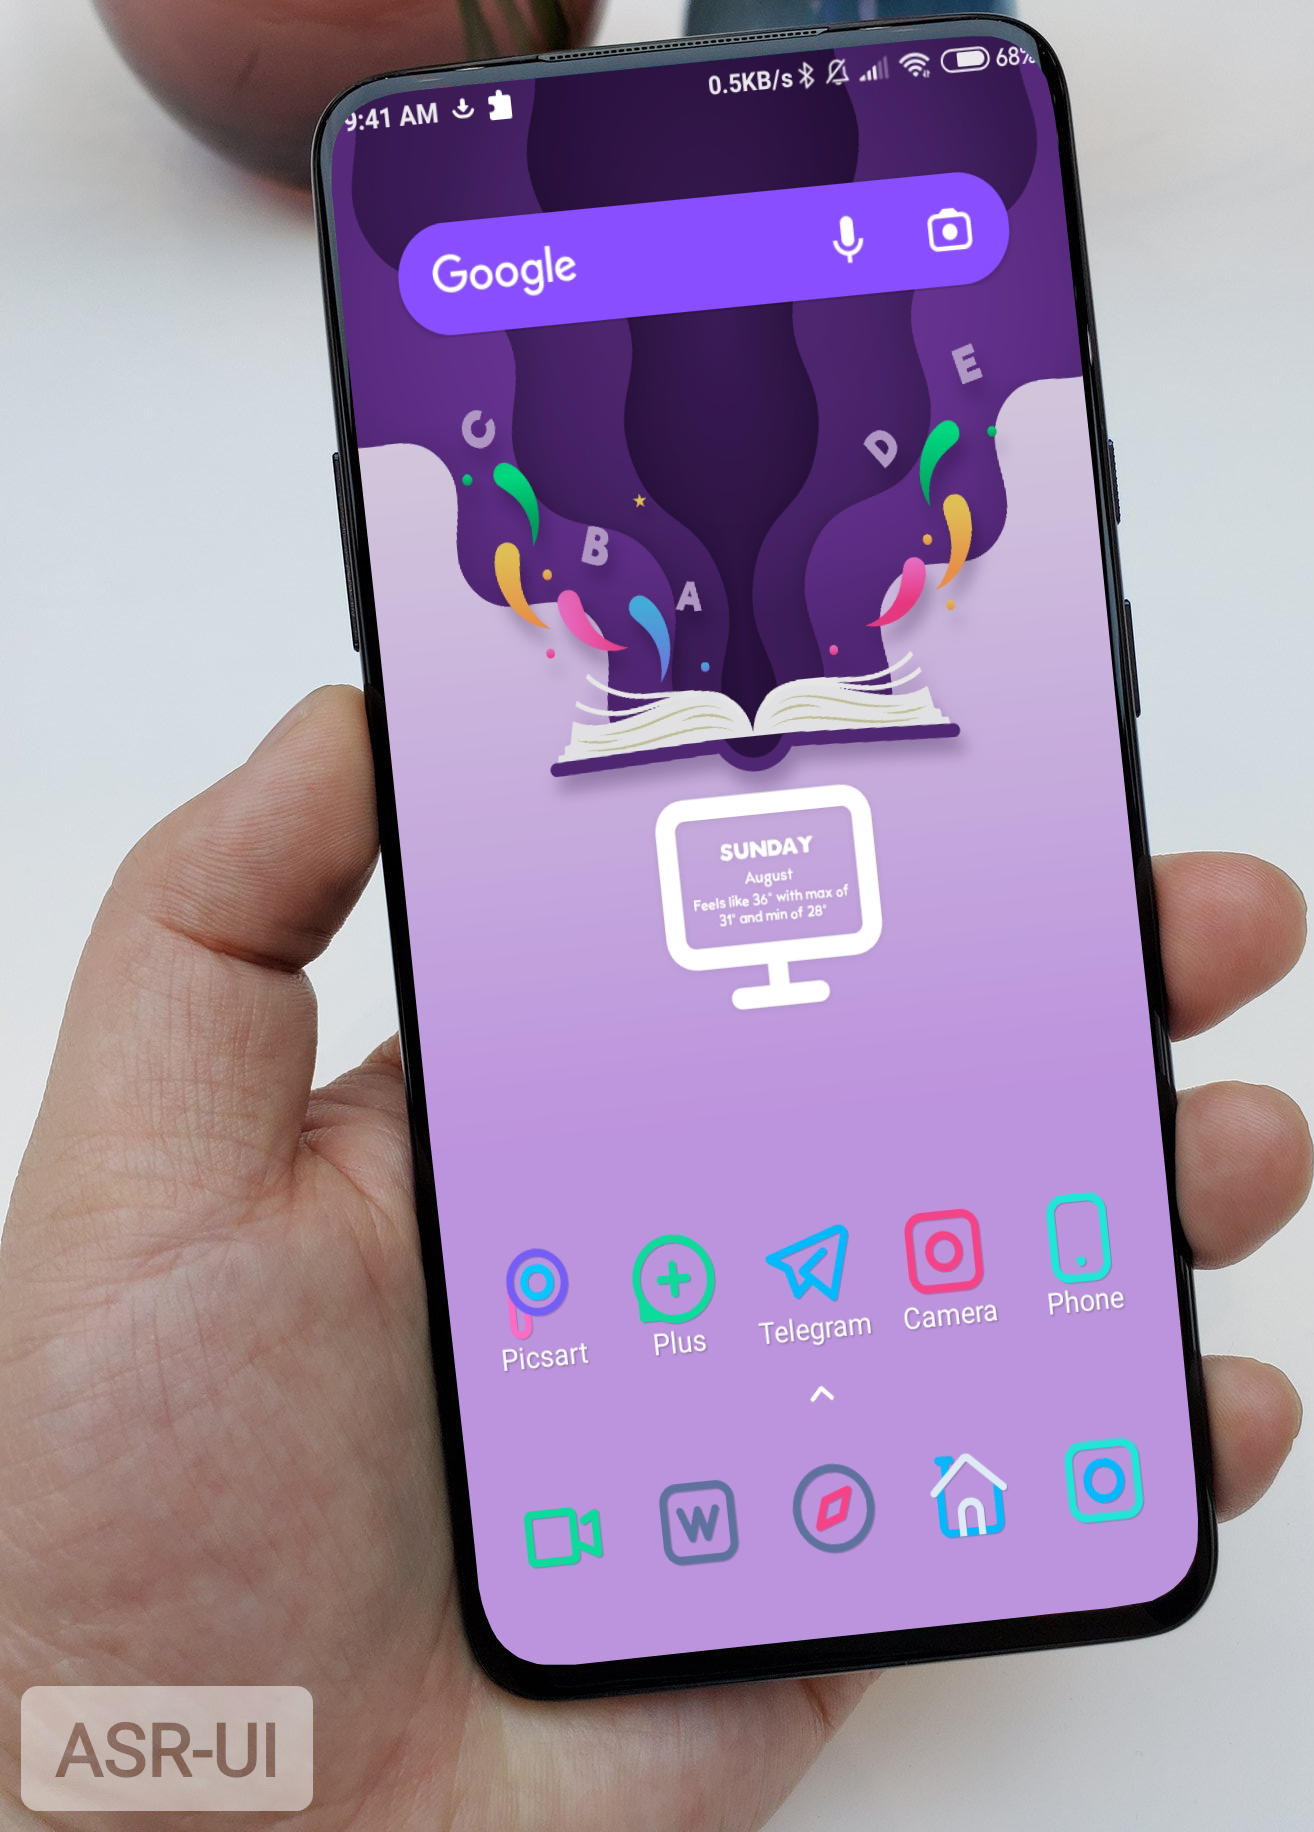 9:41 AM 0.5KB/s 68%
Google
E
C
D
B
A
SUNDAY
August
Feels like 36° with max of
31° and min of 28°
Picsart Plus Telegram Camera Phone
W
ASR-UI